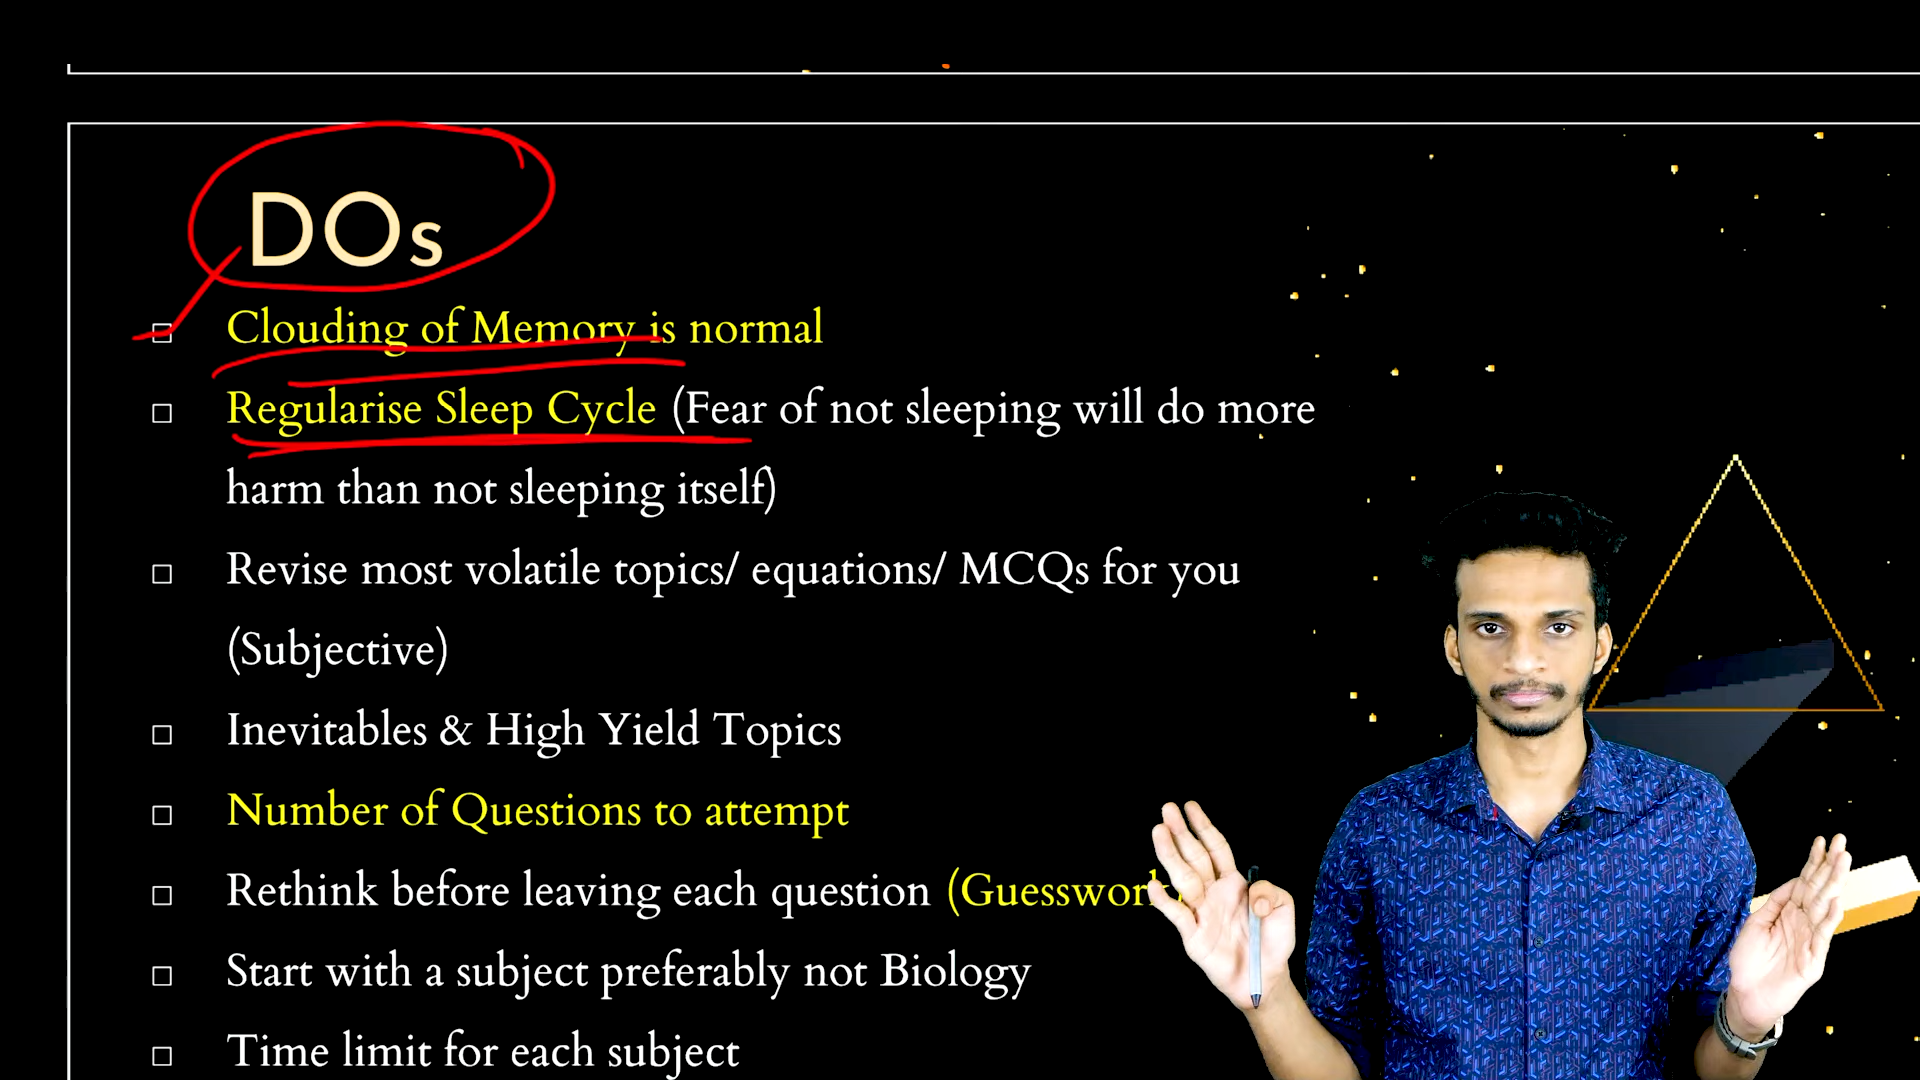 DOs
Clouding of Memory is normal
Regularise Sleep Cycle (Fear of not sleeping will do more
harm than not sleeping itself)
Revise most volatile topics/ equations/ MCQs for you
(Subjective)
Inevitables & High Yield Topics
Number of Questions to attempt
Rethink before leaving each question (Guesswork)
Start with a subject preferably not Biology
Time limit for each subject